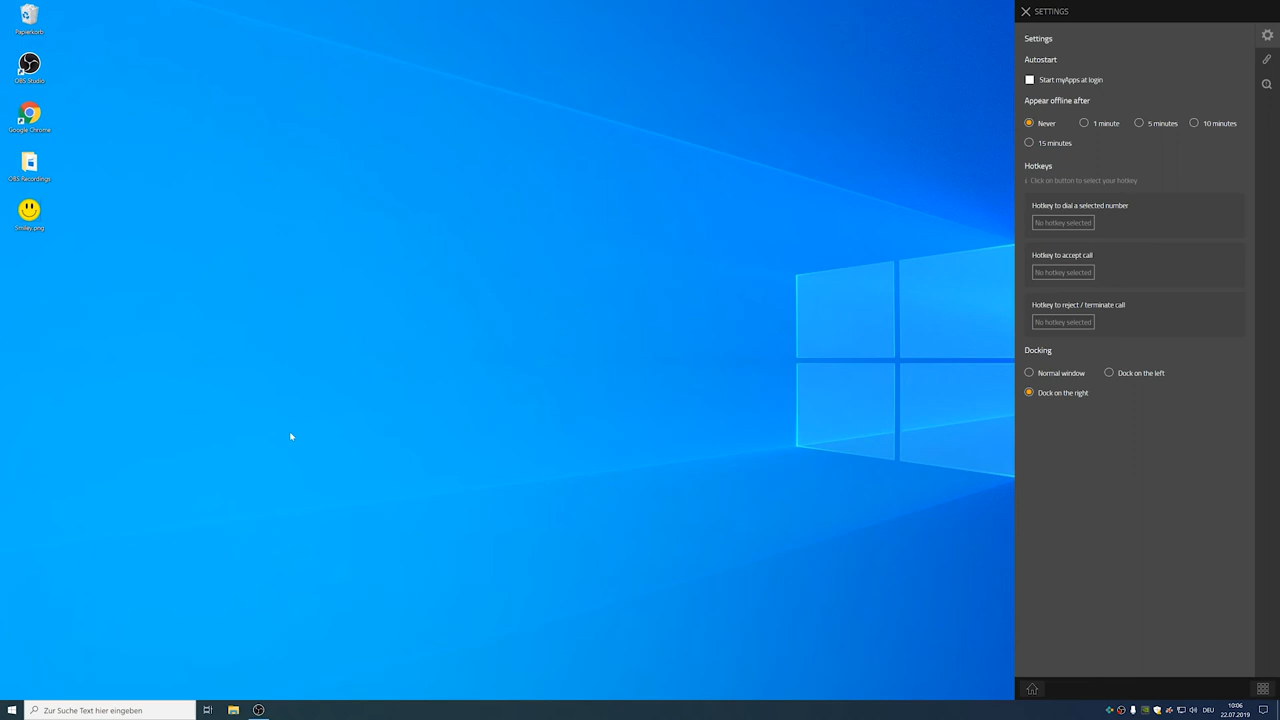 Papierkorb
OBS Studio
Google Chrome
OBS Recordings
Smiley.png
SETTINGS
Settings
Autostart
Start myApps at login
Appear offline after
Never 1 minute 5 minutes 10 minutes
15 minutes
Hotkeys
i Click on button to select your hotkey
Hotkey to dial a selected number
No hotkey selected
Hotkey to accept call
No hotkey selected
Hotkey to reject / terminate call
No hotkey selected
Docking
Normal window Dock on the left
Dock on the right
Zur Suche Text hier eingeben
DEU
10:06
22.07.2019